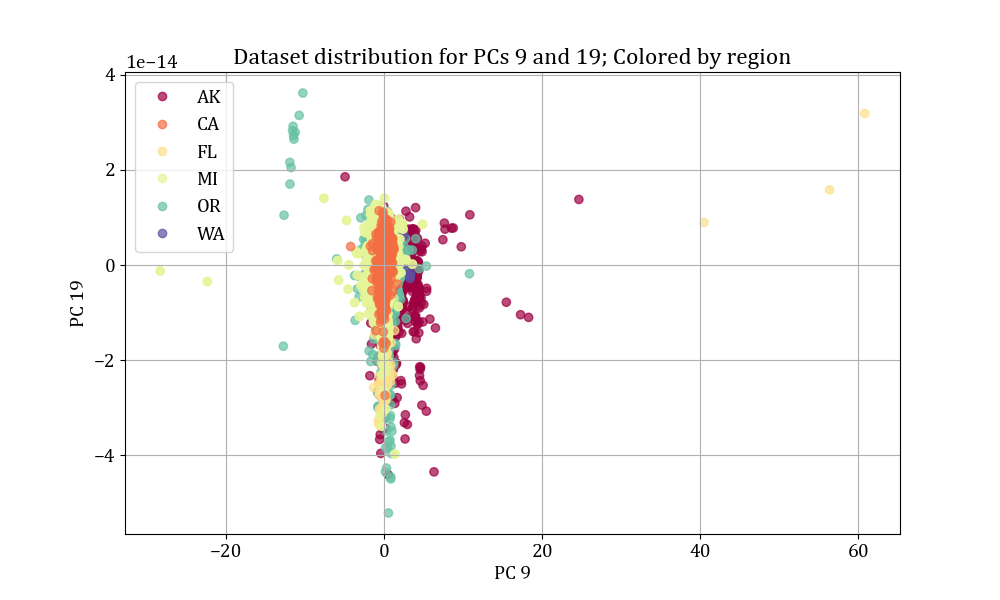 Dataset distribution for PCs 9 and 19; Colored by region
1e−14
AK
CA
FL
MI
OR
WA
4
2
0
−2
−4
PC 19
−20
0
20
40
60
PC 9